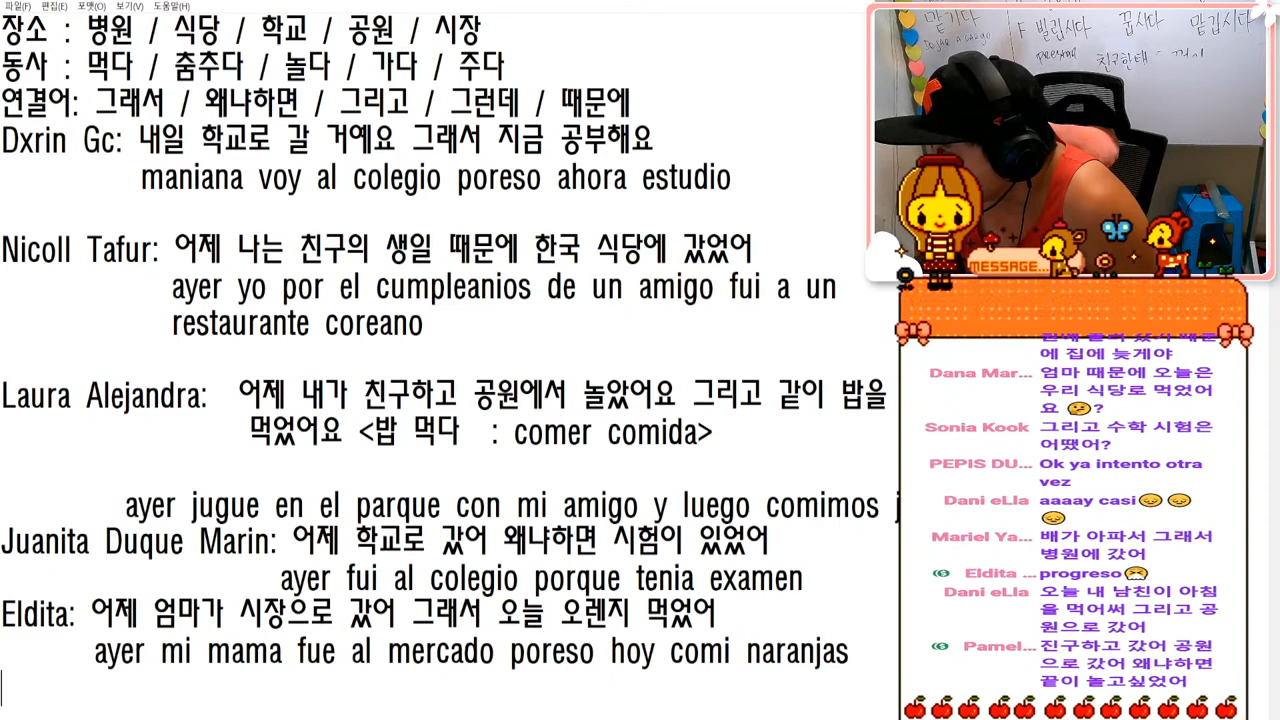 파일(F) 편집(E) 포맷(O) 보기(V) 도움말(H)
장소 : 병원 / 식당 / 학교 / 공원 / 시장
동사 : 먹다 / 춤추다 / 놀다 / 가다 / 주다
연결어: 그래서 / 왜냐하면 / 그리고 / 그런데 / 때문에
Dxrin Gc: 내일 학교로 갈 거예요 그래서 지금 공부해요
maniana voy al colegio poreso ahora estudio
Nicoll Tafur: 어제 나는 친구의 생일 때문에 한국 식당에 갔었어
ayer yo por el cumpleanios de un amigo fui a un
restaurante coreano
Laura Alejandra: 어제 내가 친구하고 공원에서 놀았어요 그리고 같이 밥을
먹었어요 <밥 먹다 : comer comida>
ayer jugue en el parque con mi amigo y luego comimos
Juanita Duque Marin: 어제 학교로 갔어 왜냐하면 시험이 있었어
ayer fui al colegio porque tenia examen
Eldita: 어제 엄마가 시장으로 갔어 그래서 오늘 오렌지 먹었어
ayer mi mama fue al mercado poreso hoy comi naranjas
맡기다 빌립시다 꿉시다 맡깁시다
친구한태
MESSAGE...
에 집에 늦게야
Dana Mar... 엄마 때문에 오늘은
우리 식당로 먹었어
요 ?
Sonia Kook 그리고 수학 시험은
어땠어?
PEPIS DU... Ok ya intento otra
vez
Dani eLla aaaay casi
Mariel Ya... 배가 아파서 그래서
병원에 갔어
Eldita ... progreso
Dani eLla 오늘 내 남친이 아침
을 먹어써 그리고 공
원으로 갔어
Pamel... 진구하고 갔어 공원
으로 갔어 왜냐하면
끝이 놀고싶었어